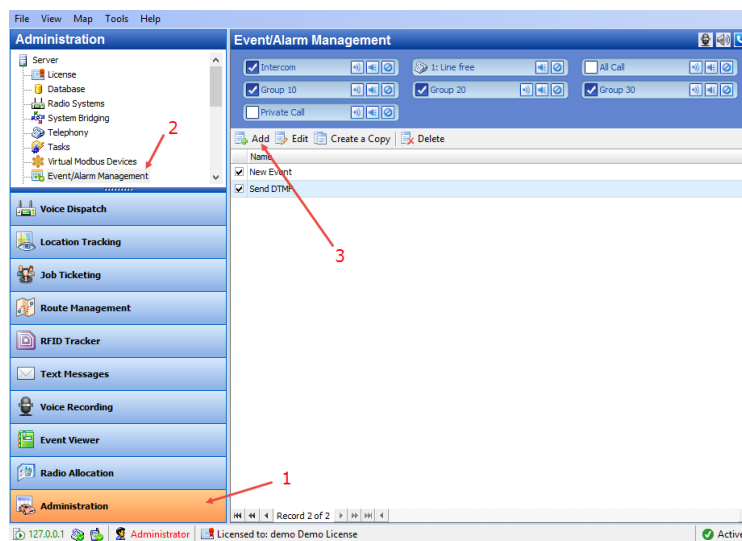 File View Map Tools Help
Administration
Server
License
Database
Radio Systems
System Bridging
Telephony
Tasks
Virtual Modbus Devices
Event/Alarm Management
2
Voice Dispatch
Location Tracking
Job Ticketing
Route Management
RFID Tracker
Text Messages
Voice Recording
Event Viewer
Radio Allocation
Administration
1
Event/Alarm Management
Intercom
1: Line free
All Call
Group 10
Group 20
Group 30
Private Call
Add Edit Create a Copy Delete
Name
New Event
Send DTMF
3
Record 2 of 2
127.0.0.1 Administrator Licensed to: demo Demo License Active